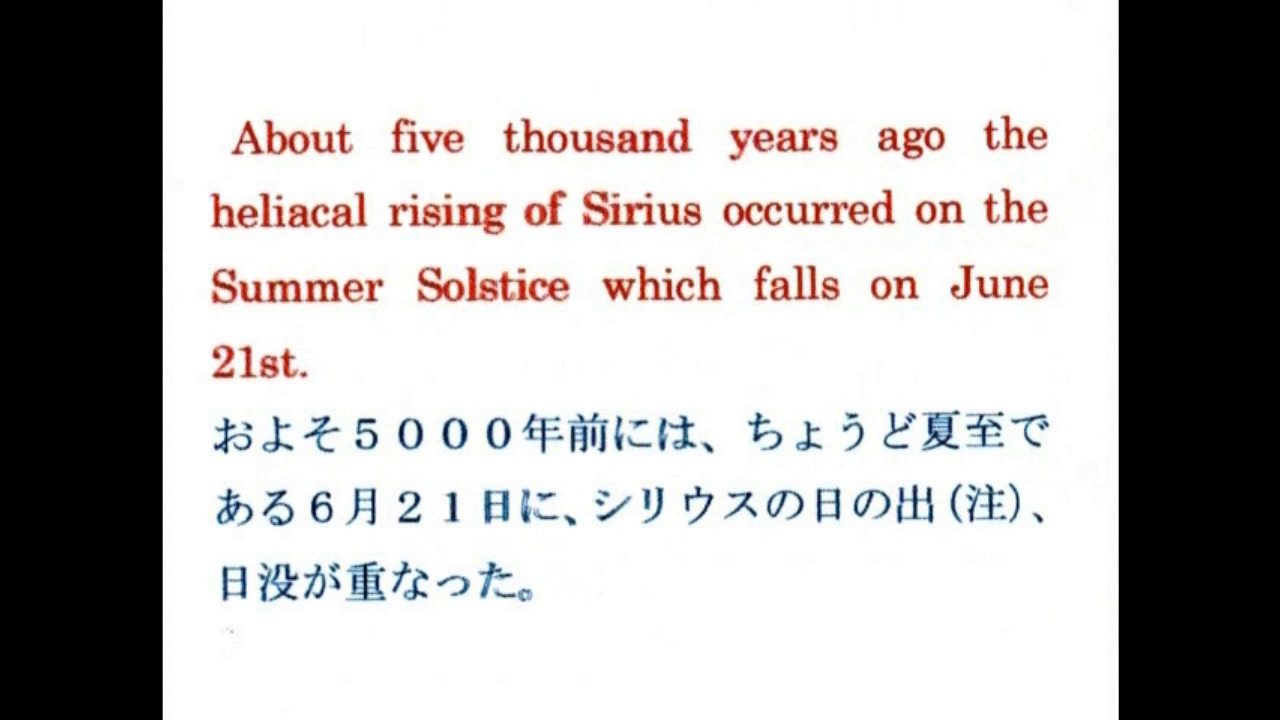 About five thousand years ago the
heliacal rising of Sirius occurred on the
Summer Solstice which falls on June
21st.
およそ5000年前には、ちょうど夏至で
ある6月21日に、シリウスの日の出(注)、
日没が重なった。